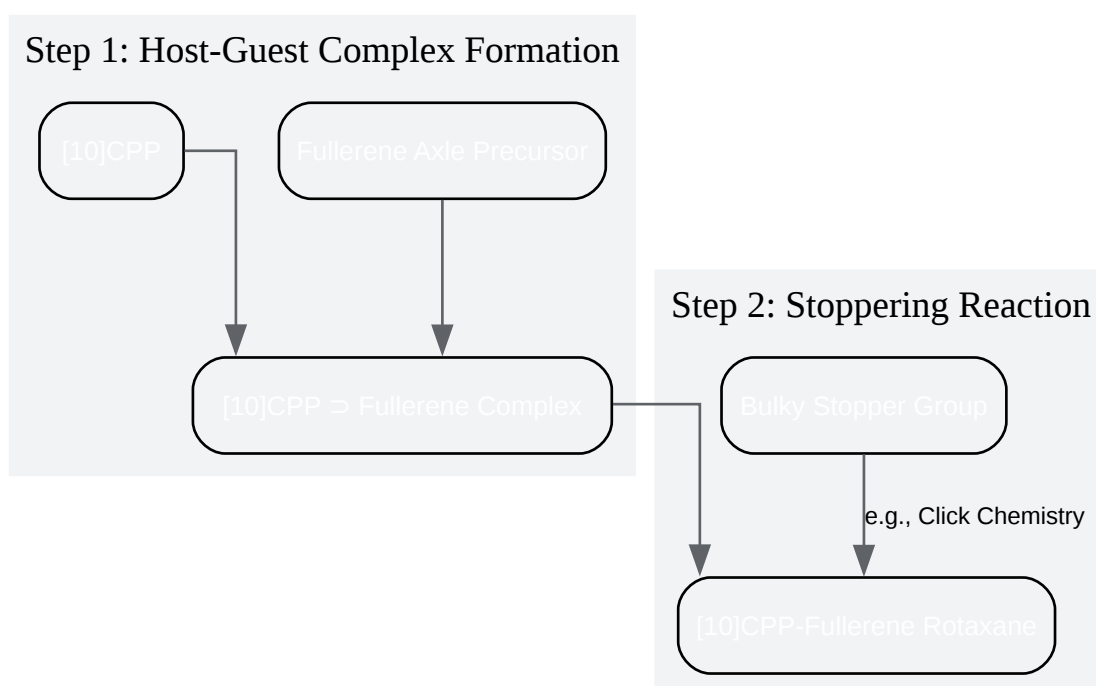 Step 1: Host-Guest Complex Formation
[10]CPP
Fullerene Axle Precursor
[10]CPP ⊃ Fullerene Complex
Step 2: Stoppering Reaction
Bulky Stopper Group
e.g., Click Chemistry
[10]CPP-Fullerene Rotaxane